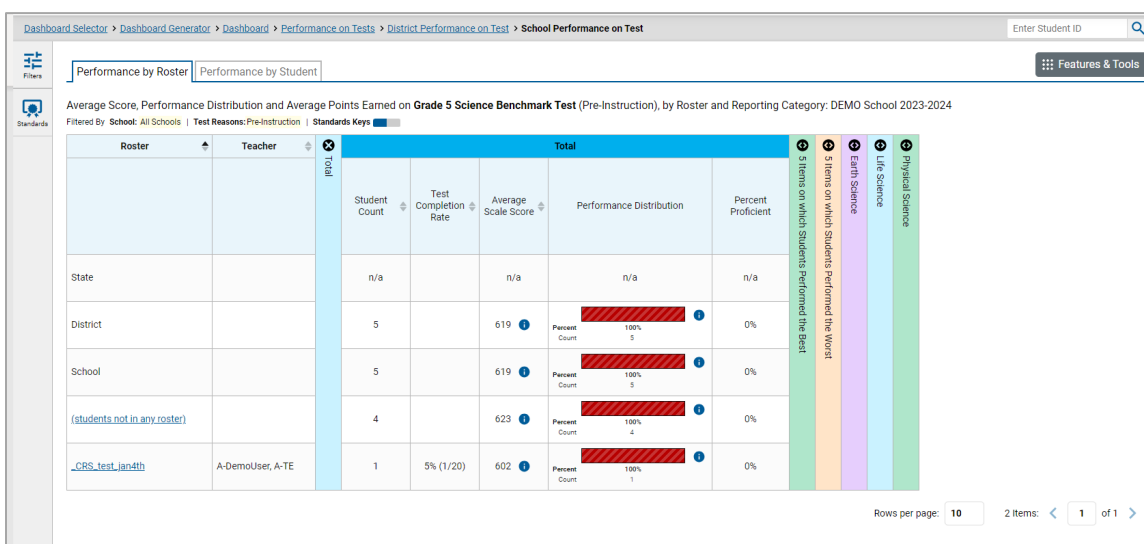 Dashboard Selector > Dashboard Generator > Dashboard > Performance on Tests > District Performance on Test > School Performance on Test
Enter Student ID
Filters
Standards
Performance by Roster Performance by Student
Features & Tools
Average Score, Performance Distribution and Average Points Earned on Grade 5 Science Benchmark Test (Pre-Instruction), by Roster and Reporting Category: DEMO School 2023-2024
Filtered By School: All Schools | Test Reasons: Pre-Instruction | Standards Keys
Roster Teacher Total Total
Student Count Test Completion Rate Average Scale Score Performance Distribution Percent Proficient
5 Items on which Students Performed the Best
5 Items on which Students Performed the Worst
Earth Science
Life Science
Physical Science
State n/a n/a n/a n/a
District 5 619 0%
Percent 100%
Count 5
School 5 619 0%
Percent 100%
Count 5
(students not in any roster) 4 623 0%
Percent 100%
Count 4
_CRS_test_jan4th A-DemoUser, A-TE 1 5% (1/20) 602 0%
Percent 100%
Count 1
Rows per page: 10 2 Items: 1 of 1